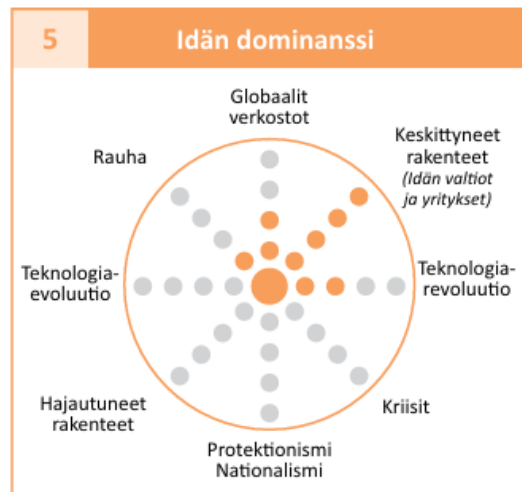 5
Idän dominanssi
Globaalit
verkostot
Keskittyneet
rakenteet
(Idän valtiot
ja yritykset)
Rauha
Teknologia-
evoluutio
Teknologia-
revoluutio
Hajautuneet
rakenteet
Kriisit
Protektionismi
Nationalismi